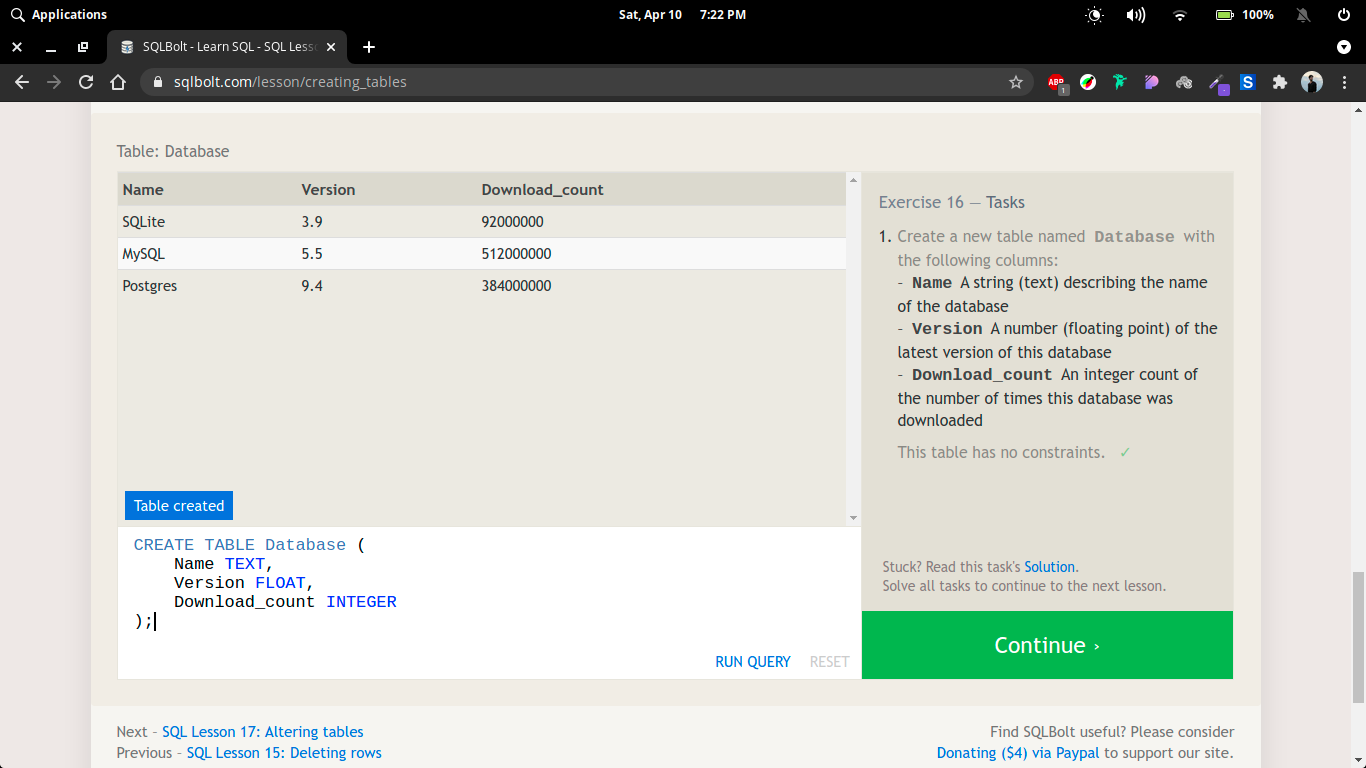 Applications
Sat, Apr 10 7:22 PM
100%
SQLBolt - Learn SQL - SQL Less
sqlbolt.com/lesson/creating_tables
ABP
1
S
Table: Database
Name Version Download_count
SQLite 3.9 92000000
MySQL 5.5 512000000
Postgres 9.4 384000000
Table created
CREATE TABLE Database (
Name TEXT,
Version FLOAT,
Download_count INTEGER
);
RUN QUERY RESET
Exercise 16 — Tasks
1. Create a new table named Database with
the following columns:
- Name A string (text) describing the name
of the database
- Version A number (floating point) of the
latest version of this database
- Download_count An integer count of
the number of times this database was
downloaded
This table has no constraints. ✓
Stuck? Read this task's Solution.
Solve all tasks to continue to the next lesson.
Continue ›
Next - SQL Lesson 17: Altering tables
Previous - SQL Lesson 15: Deleting rows
Find SQLBolt useful? Please consider
Donating ($4) via Paypal to support our site.